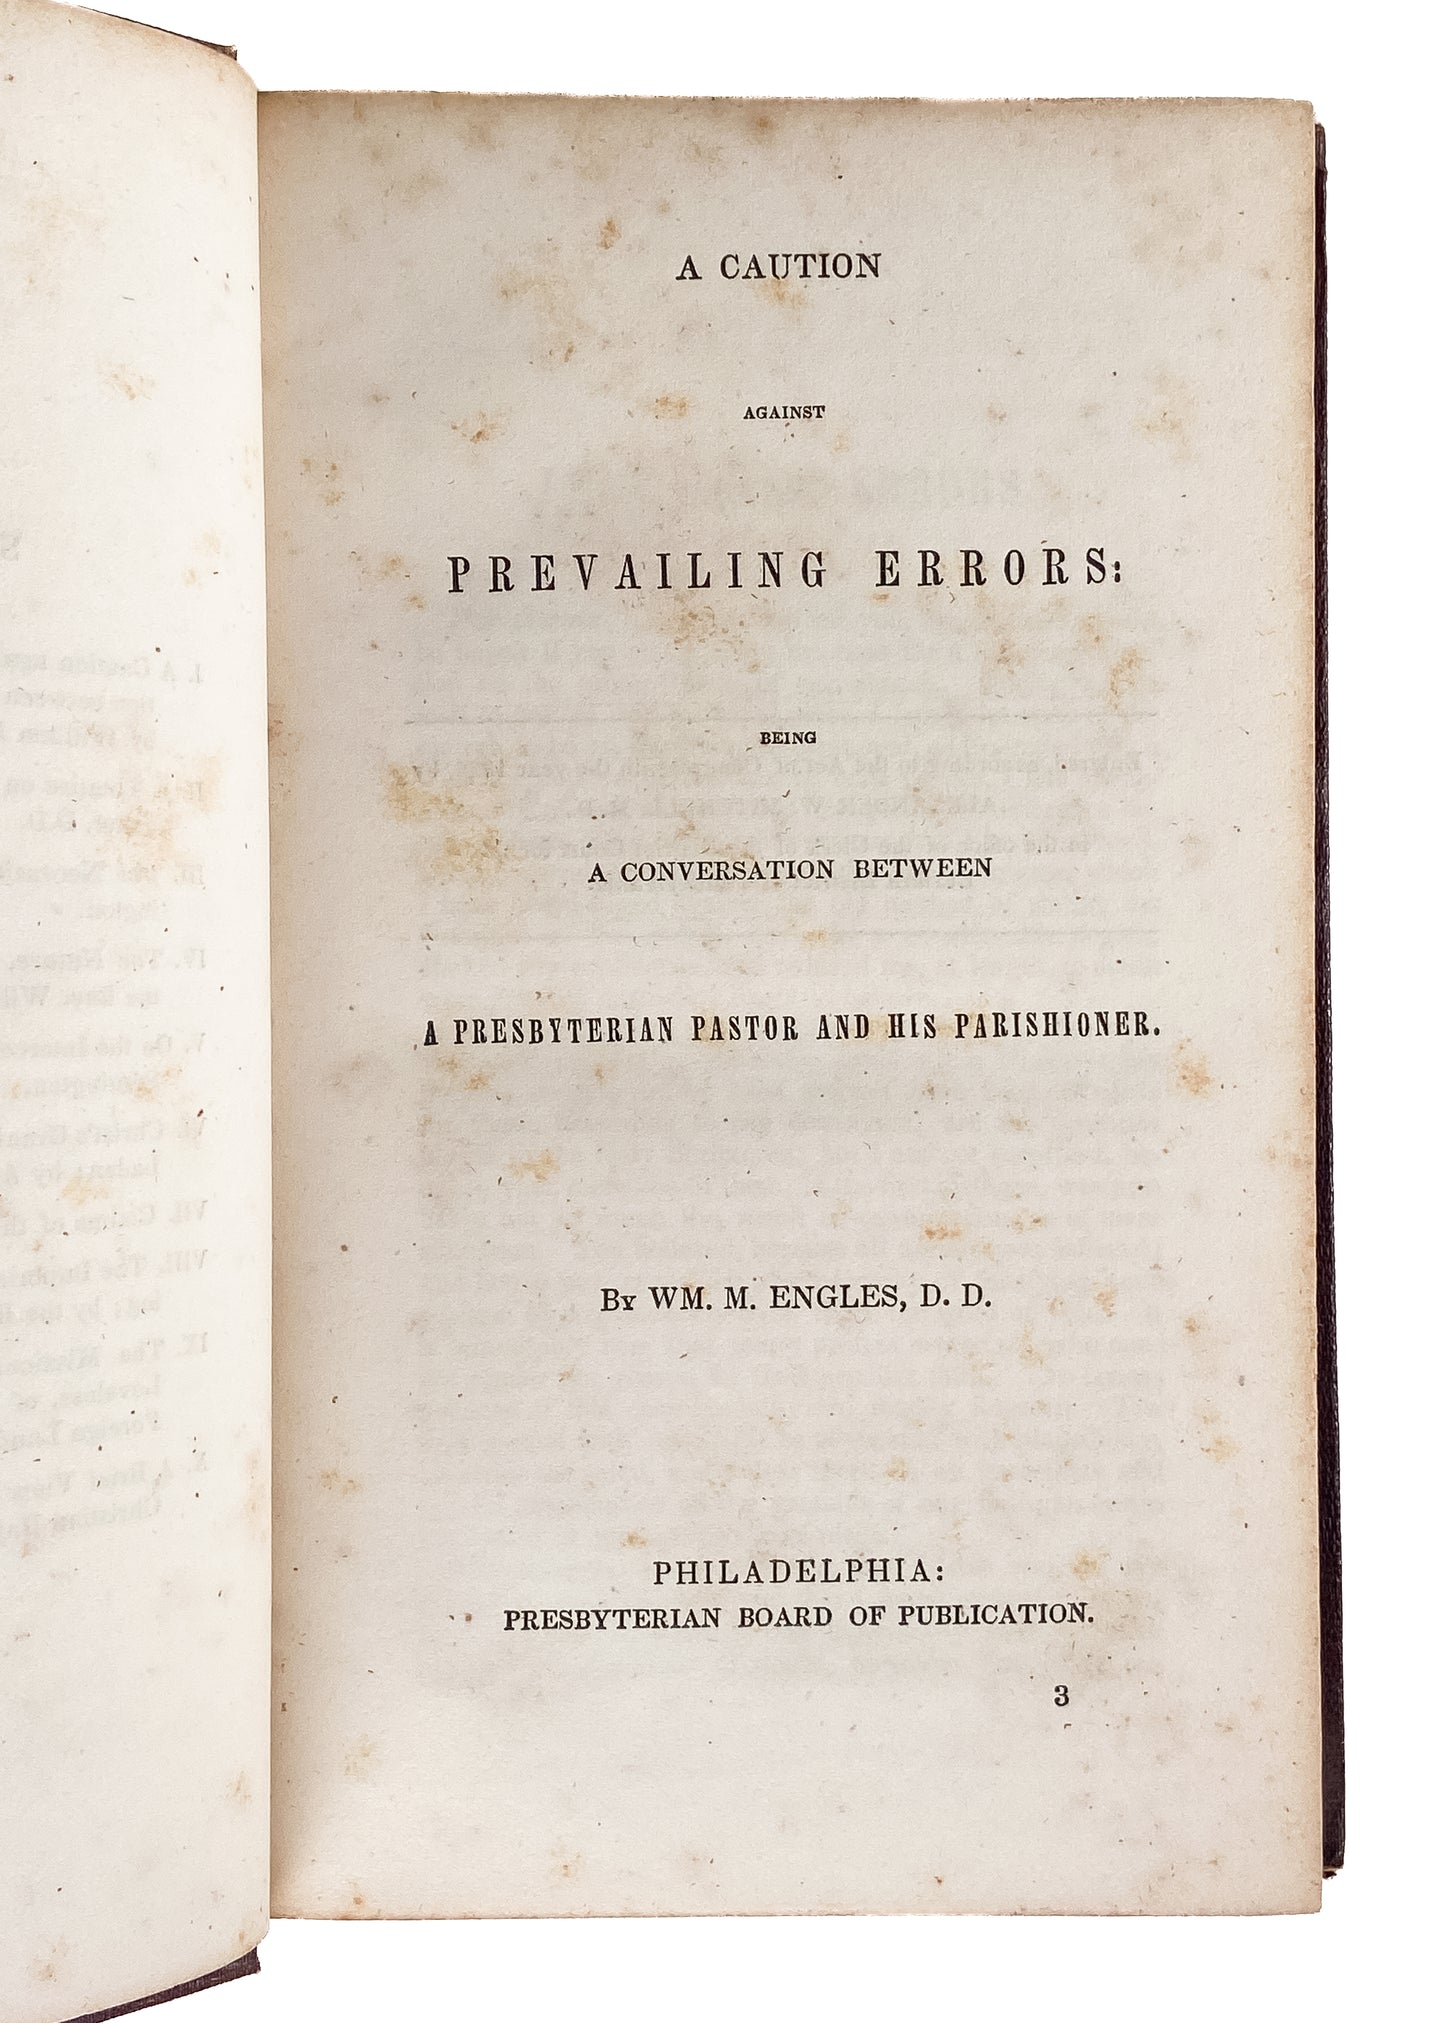 A CAUTION
AGAINST
PREVAILING ERRORS:
BEING
A CONVERSATION BETWEEN
A PRESBYTERIAN PASTOR AND HIS PARISHIONER.
By WM. M. ENGLES, D. D.
PHILADELPHIA:
PRESBYTERIAN BOARD OF PUBLICATION.
3